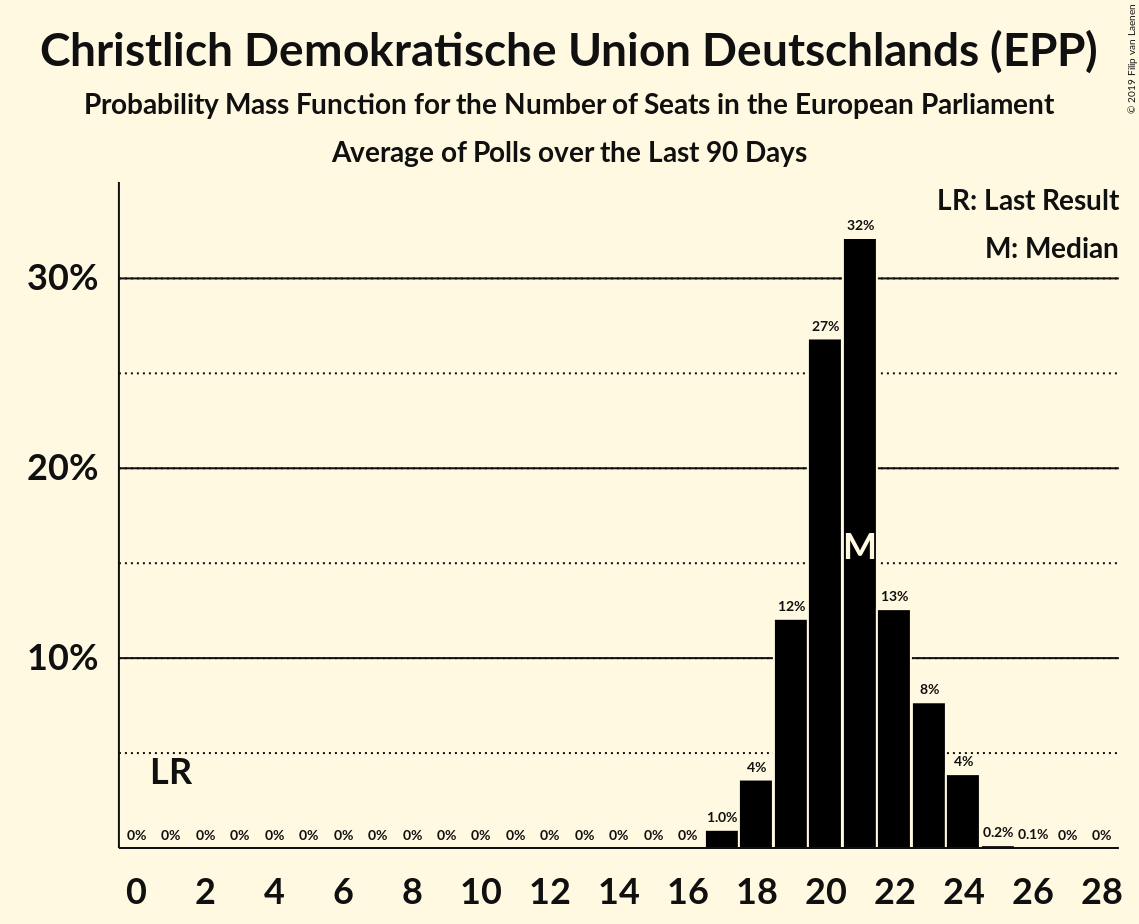 Christlich Demokratische Union Deutschlands (EPP)
Probability Mass Function for the Number of Seats in the European Parliament
Average of Polls over the Last 90 Days
© 2019 Filip van Laenen
LR: Last Result
M: Median
32%
30%
27%
20%
M
13%
12%
10%
8%
LR
4%
4%
1.0%
0% 0% 0% 0% 0% 0% 0% 0% 0% 0% 0% 0% 0% 0% 0% 0% 0% 0.2% 0.1% 0% 0%
0 2 4 6 8 10 12 14 16 18 20 22 24 26 28